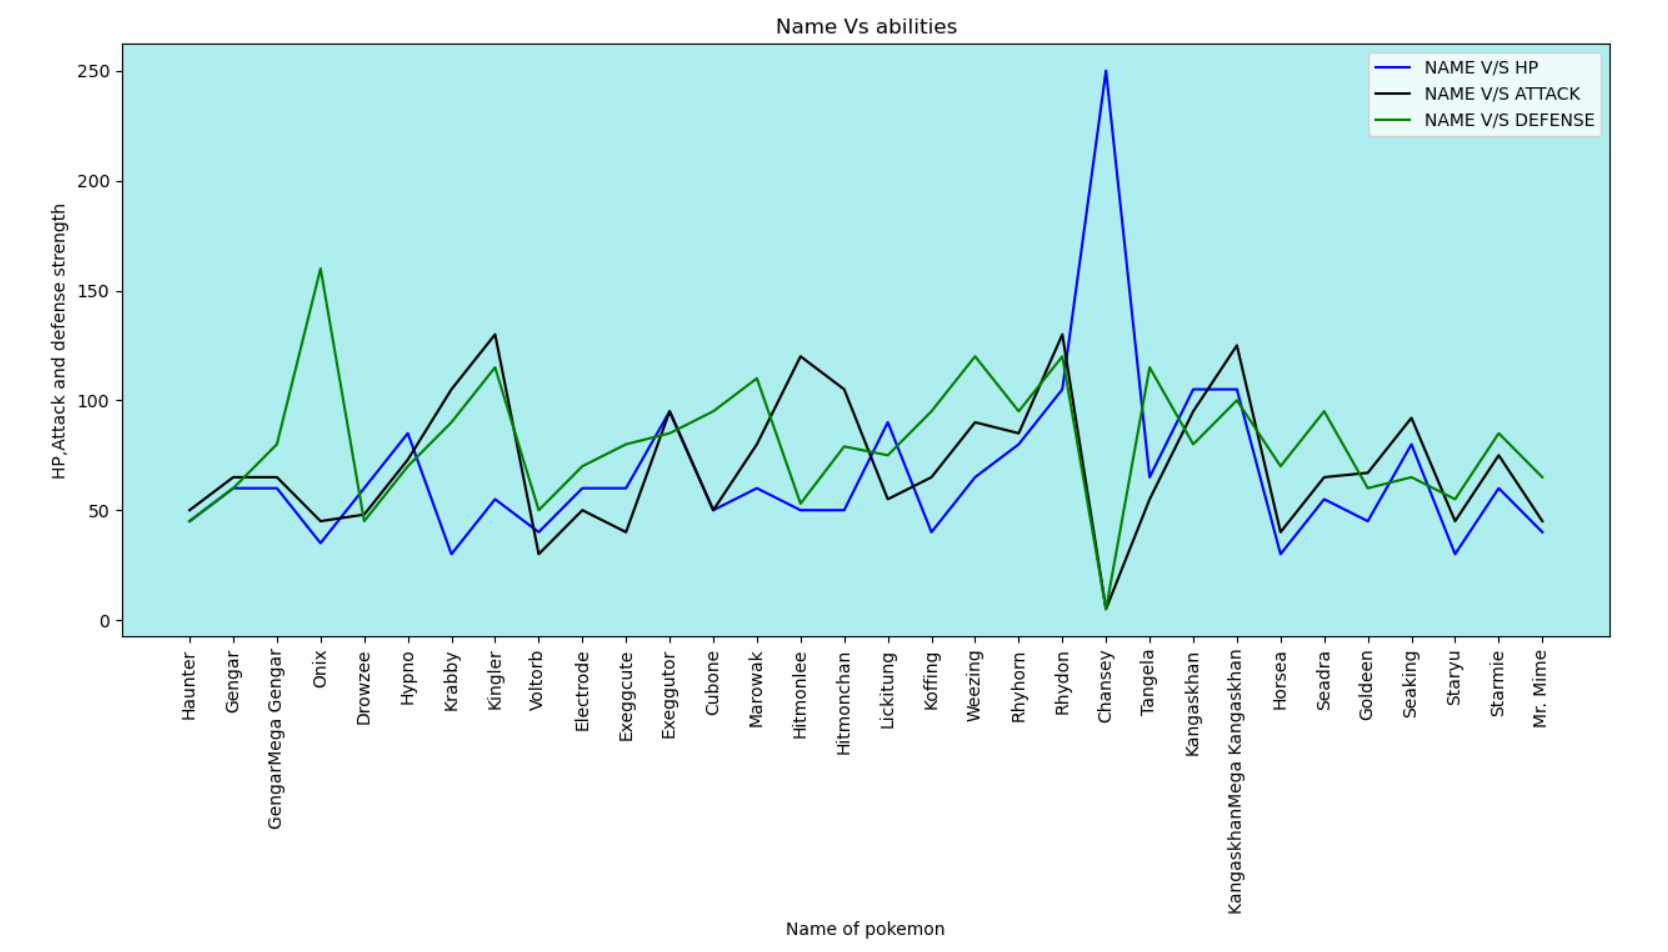 Name Vs abilities
NAME V/S HP
NAME V/S ATTACK
NAME V/S DEFENSE
HP,Attack and defense strength
250
200
150
100
50
0
Haunter
Gengar
GengarMega Gengar
Onix
Drowzee
Hypno
Krabby
Kingler
Voltorb
Electrode
Exeggcute
Exeggutor
Cubone
Marowak
Hitmonlee
Hitmonchan
Lickitung
Koffing
Weezing
Rhyhorn
Rhydon
Chansey
Tangela
Kangaskhan
KangaskhanMega Kangaskhan
Horsea
Seadra
Goldeen
Seaking
Staryu
Starmie
Mr. Mime
Name of pokemon